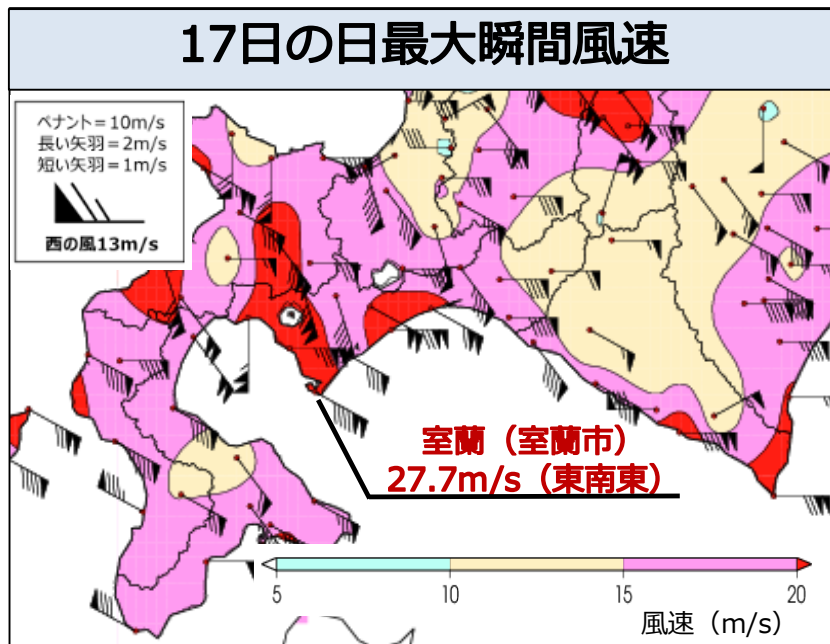 17日の日最大瞬間風速
ペナント＝10m/s
長い矢羽＝2m/s
短い矢羽＝1m/s
西の風13m/s
室蘭（室蘭市）
27.7m/s（東南東）
5 10 15 20
風速（m/s）